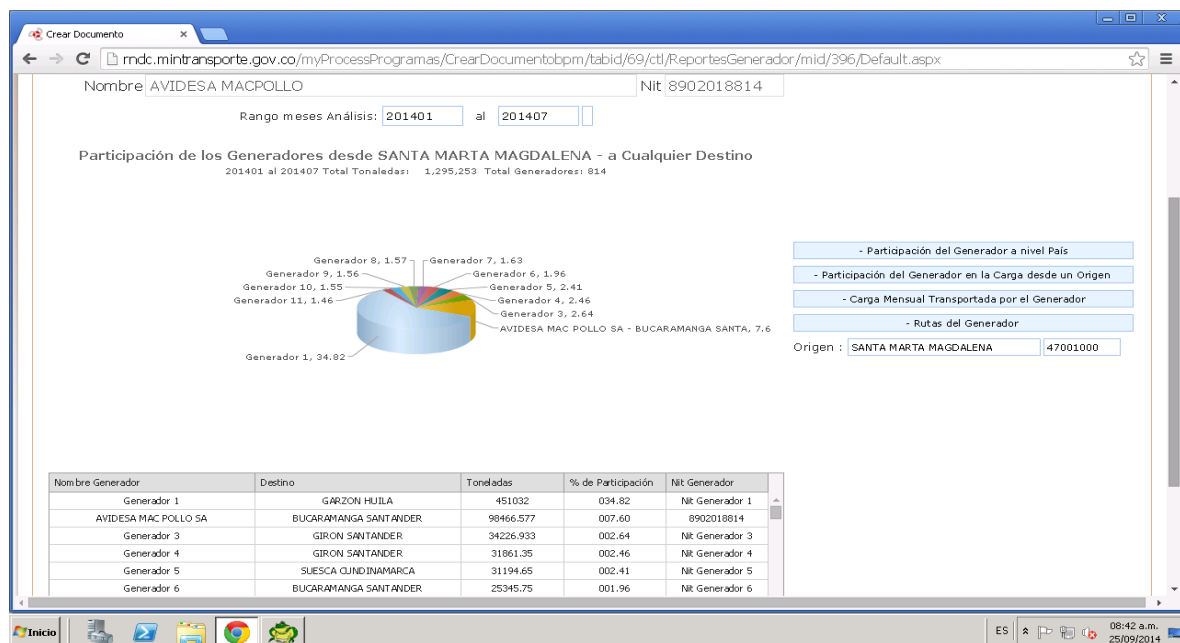 Crear Documento
rndc.mintransporte.gov.co/myProcessProgramas/CrearDocumentobpm/tabid/69/ctl/ReportesGenerador/mid/396/Default.aspx
Nombre AVIDESA MACPOLLO Nit 8902018814
Rango meses Análisis: 201401 al 201407
Participación de los Generadores desde SANTA MARTA MAGDALENA - a Cualquier Destino
201401 al 201407 Total Tonaledas: 1,295,253 Total Generadores: 814
Generador 8, 1.57 Generador 7, 1.63
Generador 9, 1.56 Generador 6, 1.96
Generador 10, 1.55 Generador 5, 2.41
Generador 11, 1.46 Generador 4, 2.46
Generador 3, 2.64
AVIDESA MAC POLLO SA - BUCARAMANGA SANTA, 7.6
Generador 1, 34.82
- Participación del Generador a nivel País
- Participación del Generador en la Carga desde un Origen
- Carga Mensual Transportada por el Generador
- Rutas del Generador
Origen : SANTA MARTA MAGDALENA 47001000
Nombre Generador Destino Toneladas % de Participación Nit Generador
Generador 1 GARZON HUILA 451032 034.82 Nit Generador 1
AVIDESA MAC POLLO SA BUCARAMANGA SANTANDER 98466.577 007.60 8902018814
Generador 3 GIRON SANTANDER 34226.933 002.64 Nit Generador 3
Generador 4 GIRON SANTANDER 31861.35 002.46 Nit Generador 4
Generador 5 SUESCA CUNDINAMARCA 31194.65 002.41 Nit Generador 5
Generador 6 BUCARAMANGA SANTANDER 25345.75 001.96 Nit Generador 6
Inicio ES 08:42 a.m.
25/09/2014